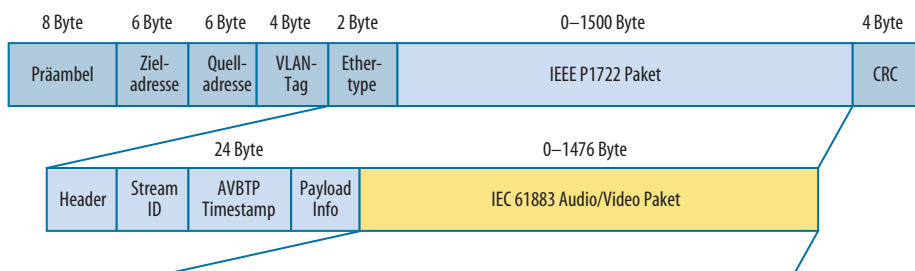 8 Byte 6 Byte 6 Byte 4 Byte 2 Byte 0–1500 Byte 4 Byte
Präambel Ziel- Quell- VLAN- Ether- IEEE P1722 Paket CRC
adresse adresse Tag type
24 Byte 0–1476 Byte
Header Stream AVBTP Payload IEC 61883 Audio/Video Paket
ID Timestamp Info